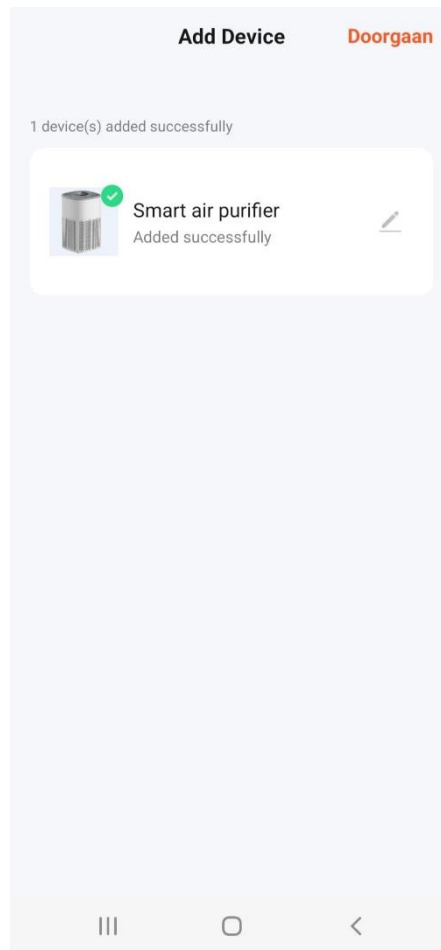 Add Device
Doorgaan
1 device(s) added successfully
Smart air purifier
Added successfully